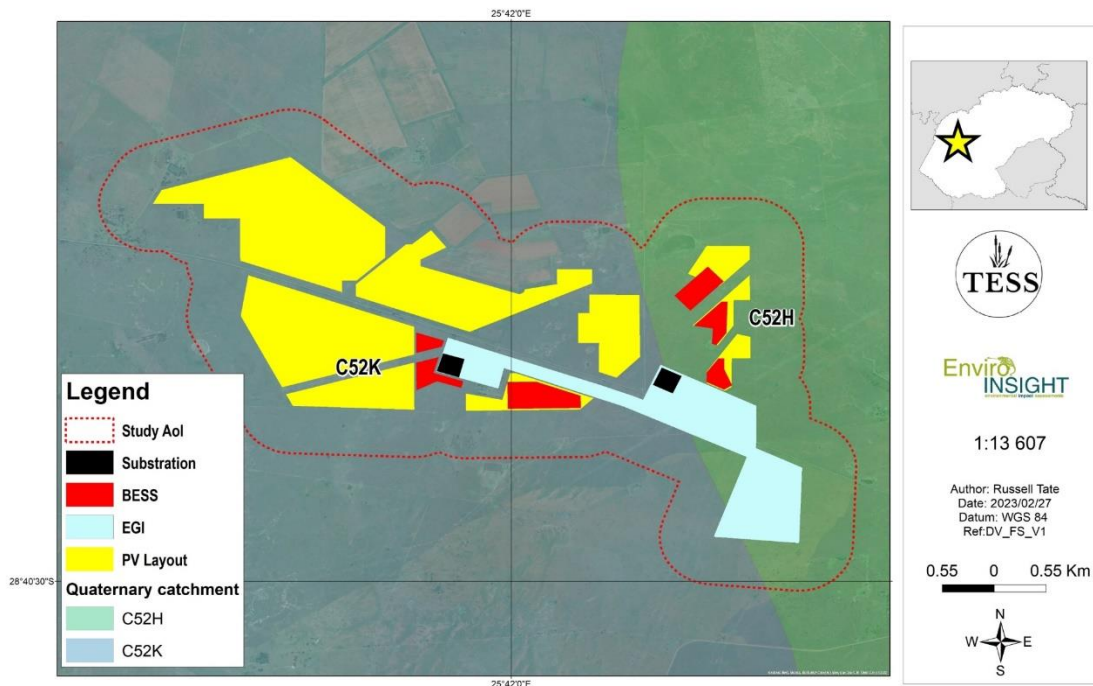 25°42'0"E
C52H
C52K
28°40'30"S
25°42'0"E
Legend
Study AoI
Substration
BESS
EGI
PV Layout
Quaternary catchment
C52H
C52K
TESS
Enviro
INSIGHT
1:13 607
Author: Russell Tate
Date: 2023/02/27
Datum: WGS 84
Ref:DV_FS_V1
0.55 0 0.55 Km
N
W E
S